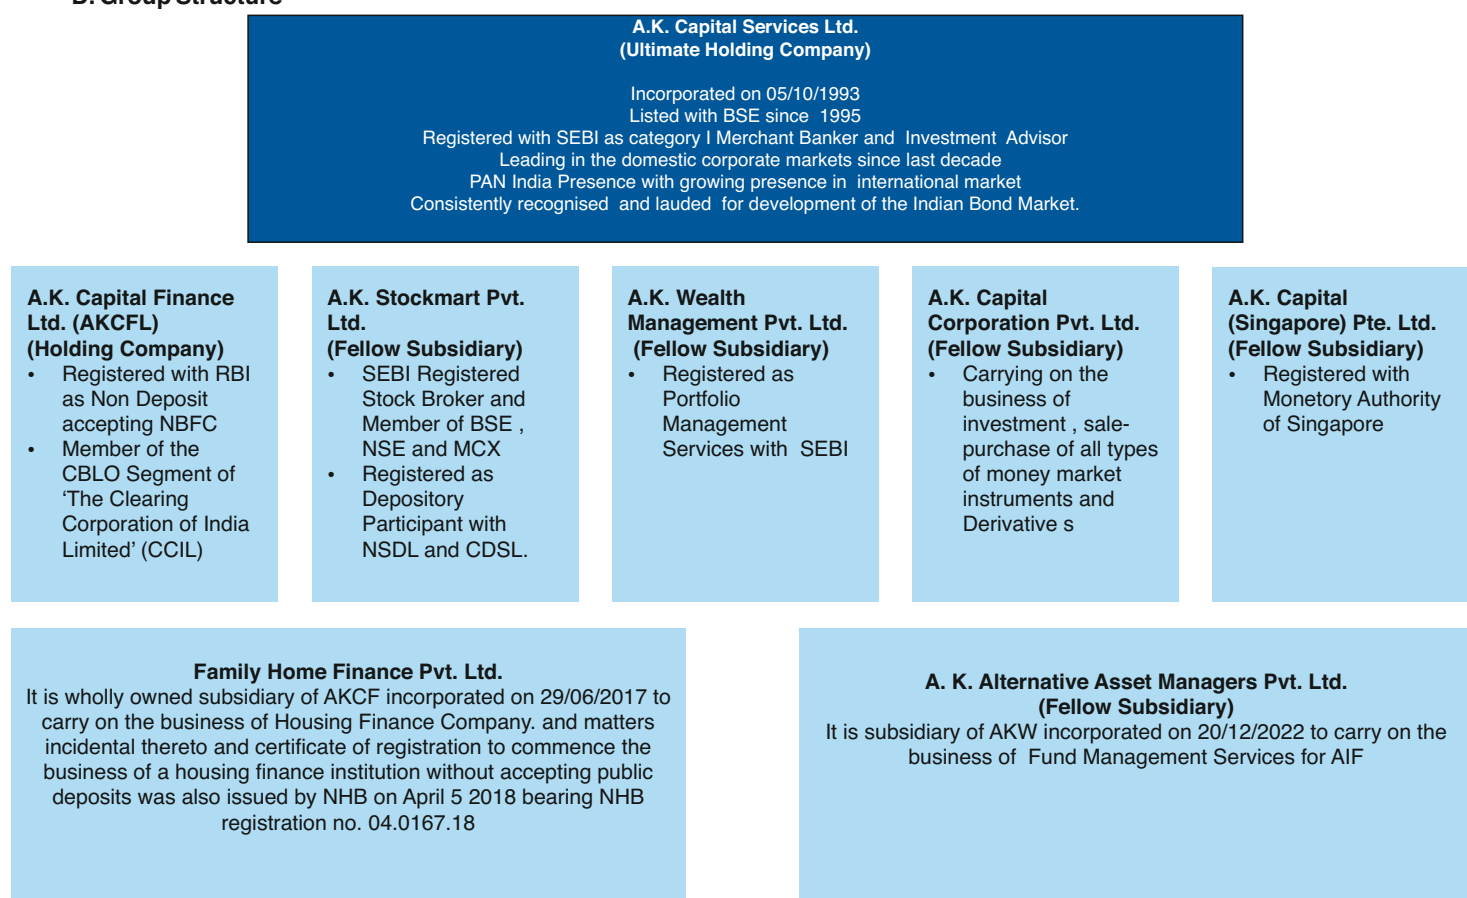 D. Group Structure
A.K. Capital Services Ltd.
(Ultimate Holding Company)
Incorporated on 05/10/1993
Listed with BSE since 1995
Registered with SEBI as category I Merchant Banker and Investment Advisor
Leading in the domestic corporate markets since last decade
PAN India Presence with growing presence in international market
Consistently recognised and lauded for development of the Indian Bond Market.
A.K. Capital Finance
Ltd. (AKCFL)
(Holding Company)
• Registered with RBI
as Non Deposit
accepting NBFC
• Member of the
CBLO Segment of
‘The Clearing
Corporation of India
Limited’ (CCIL)
A.K. Stockmart Pvt.
Ltd.
(Fellow Subsidiary)
• SEBI Registered
Stock Broker and
Member of BSE ,
NSE and MCX
• Registered as
Depository
Participant with
NSDL and CDSL.
A.K. Wealth
Management Pvt. Ltd.
(Fellow Subsidiary)
• Registered as
Portfolio
Management
Services with SEBI
A.K. Capital
Corporation Pvt. Ltd.
(Fellow Subsidiary)
• Carrying on the
business of
investment , sale-
purchase of all types
of money market
instruments and
Derivative s
A.K. Capital
(Singapore) Pte. Ltd.
(Fellow Subsidiary)
• Registered with
Monetory Authority
of Singapore
Family Home Finance Pvt. Ltd.
It is wholly owned subsidiary of AKCF incorporated on 29/06/2017 to
carry on the business of Housing Finance Company. and matters
incidental thereto and certificate of registration to commence the
business of a housing finance institution without accepting public
deposits was also issued by NHB on April 5 2018 bearing NHB
registration no. 04.0167.18
A. K. Alternative Asset Managers Pvt. Ltd.
(Fellow Subsidiary)
It is subsidiary of AKW incorporated on 20/12/2022 to carry on the
business of Fund Management Services for AIF